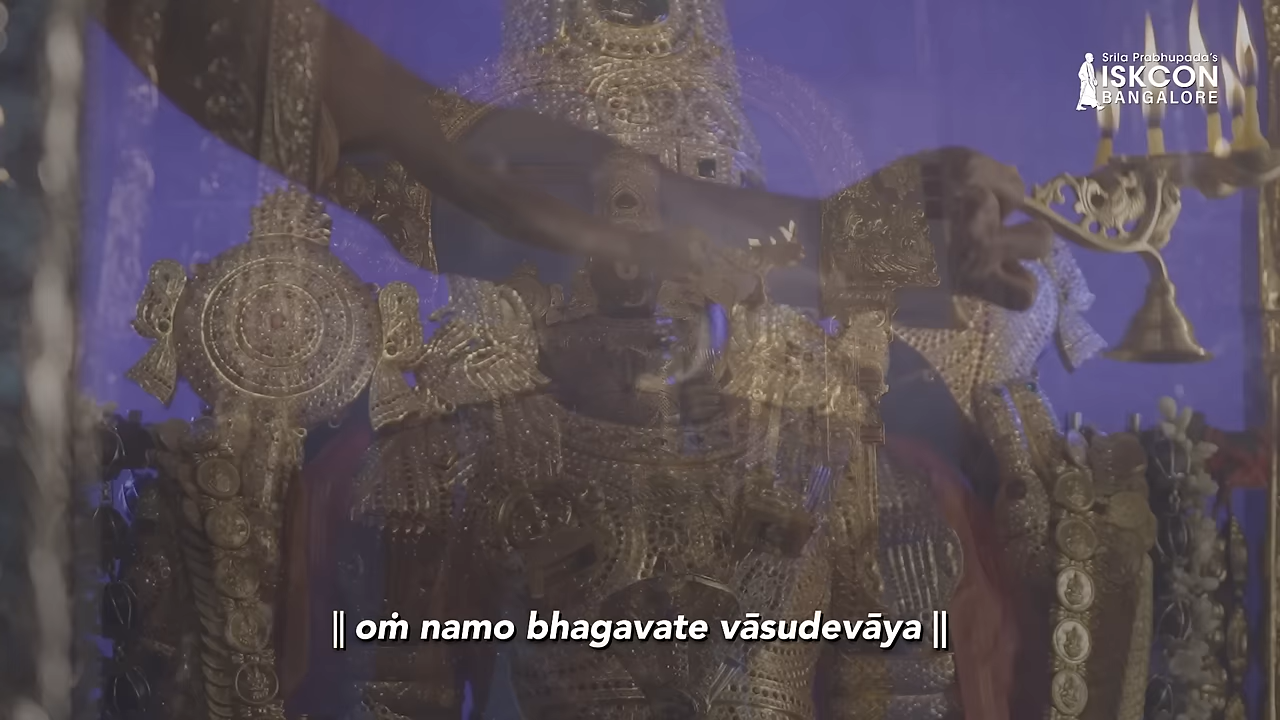 Srila Prabhupada's
ISKCON
BANGALORE
|| oṁ namo bhagavate vāsudevāya ||